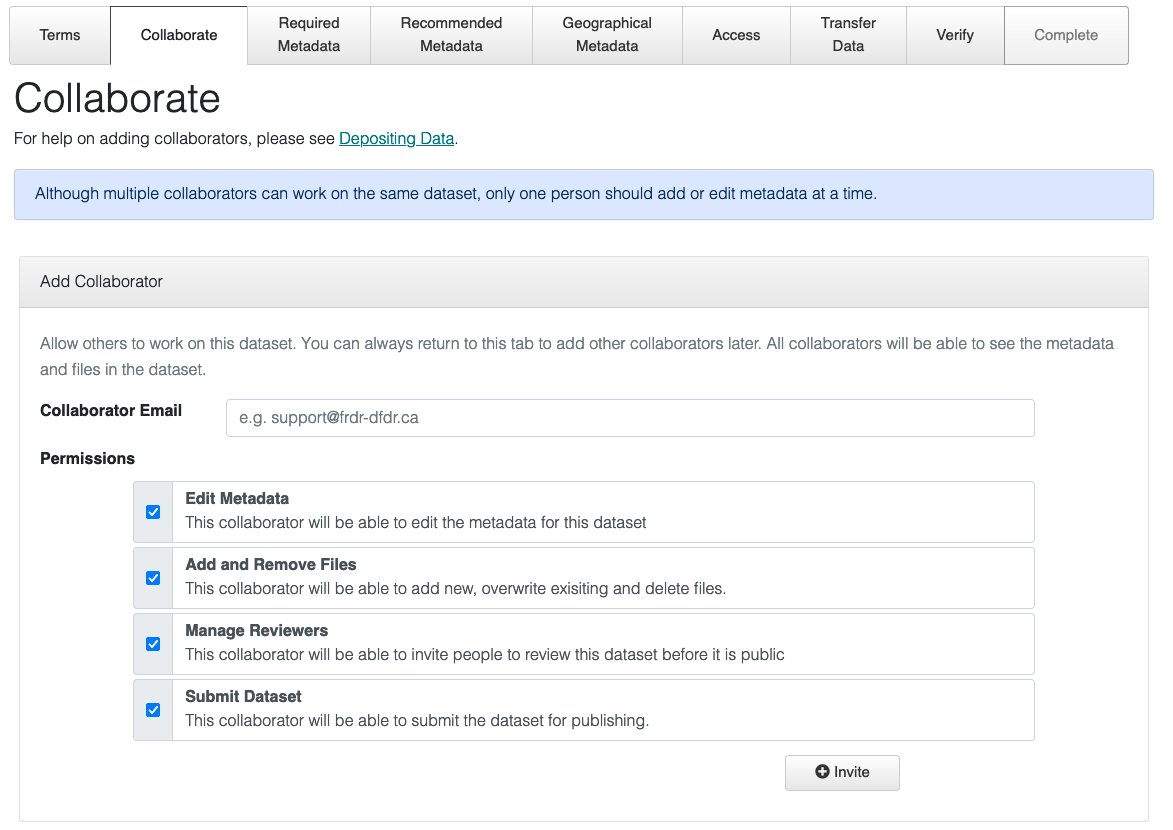 Terms
Collaborate
Required
Metadata
Recommended
Metadata
Geographical
Metadata
Access
Transfer
Data
Verify
Complete
Collaborate
For help on adding collaborators, please see Depositing Data.
Although multiple collaborators can work on the same dataset, only one person should add or edit metadata at a time.
Add Collaborator
Allow others to work on this dataset. You can always return to this tab to add other collaborators later. All collaborators will be able to see the metadata
and files in the dataset.
Collaborator Email
e.g. support@frdr-dfdr.ca
Permissions
Edit Metadata
This collaborator will be able to edit the metadata for this dataset
Add and Remove Files
This collaborator will be able to add new, overwrite exisiting and delete files.
Manage Reviewers
This collaborator will be able to invite people to review this dataset before it is public
Submit Dataset
This collaborator will be able to submit the dataset for publishing.
Invite